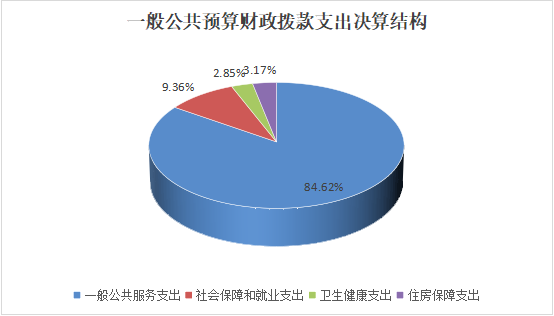 一般公共预算财政拨款支出决算结构
2.85%
3.17%
9.36%
84.62%
一般公共服务支出 社会保障和就业支出 卫生健康支出 住房保障支出